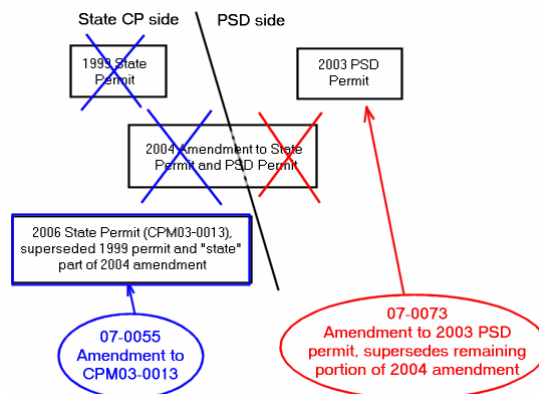 State CP side
PSD side
1999 State
Permit
2003 PSD
Permit
2004 Amendment to State
Permit and PSD Permit
2006 State Permit (CPM03-0013),
superseded 1999 permit and "state"
part of 2004 amendment
07-0055
Amendment to
CPM03-0013
07-0073
Amendment to 2003 PSD
permit, supersedes remaining
portion of 2004 amendment